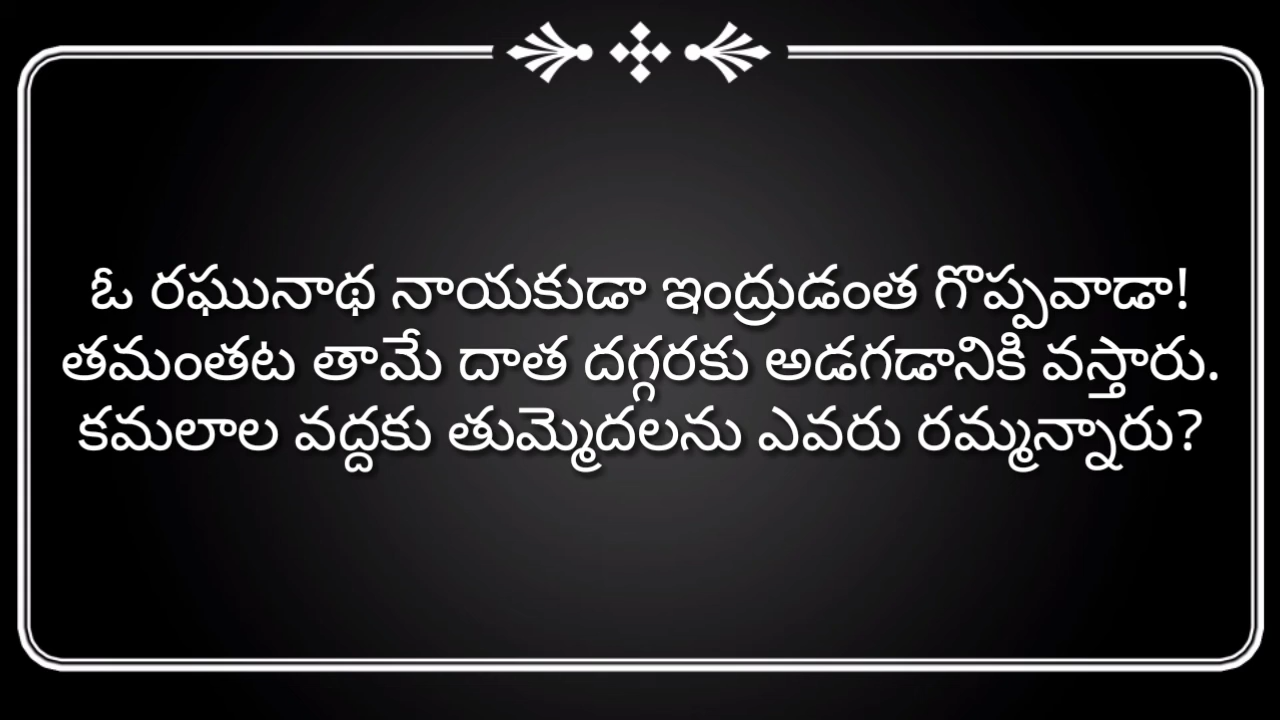 ఓ రఘునాథ నాయకుడా ఇంద్రుడంత గొప్పవాడా!
తమంతట తామే దాత దగ్గరకు అడగడానికి వస్తారు.
కమలాల వద్దకు తుమ్మెదలను ఎవరు రమ్మన్నారు?